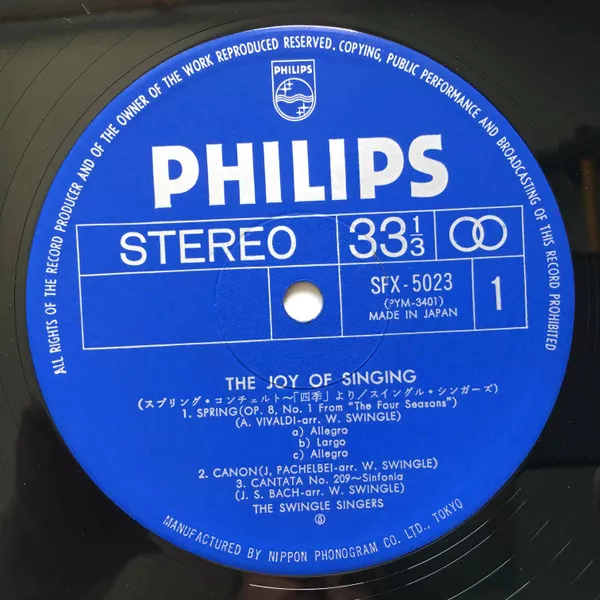 ALL RIGHTS OF THE RECORD PRODUCER AND OF THE OWNER OF THE WORK REPRODUCED RESERVED. COPYING, PUBLIC PERFORMANCE AND BROADCASTING OF THIS RECORD PROHIBITED
PHILIPS
PHILIPS
STEREO
33 1/3
SFX-5023
(PYM-3401)
MADE IN JAPAN
1
THE JOY OF SINGING
(スプリング・コンチェルト〜「四季」より/スイングル・シンガーズ)
1. SPRING(OP. 8, No. 1 From "The Four Seasons")
(A. VIVALDI-arr. W. SWINGLE)
a) Allegro
b) Largo
c) Allegro
2. CANON(J, PACHELBEI-arr. W. SWINGLE)
3. CANTATA No. 209~Sinfonia
(J. S. BACH-arr. W. SWINGLE)
THE SWINGLE SINGERS
Ⓢ
MANUFACTURED BY NIPPON PHONOGRAM CO. LTD., TOKYO